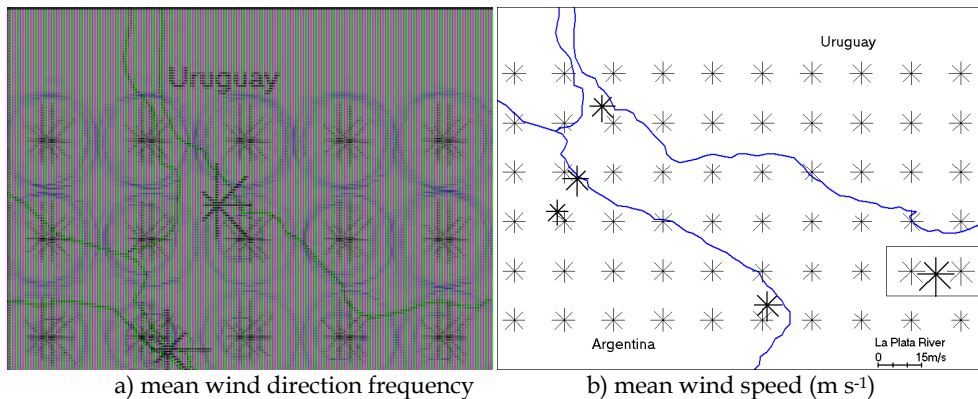 Uruguay
Uruguay
Argentina
La Plata River
0 15m/s
a) mean wind direction frequency
b) mean wind speed (m s-1)